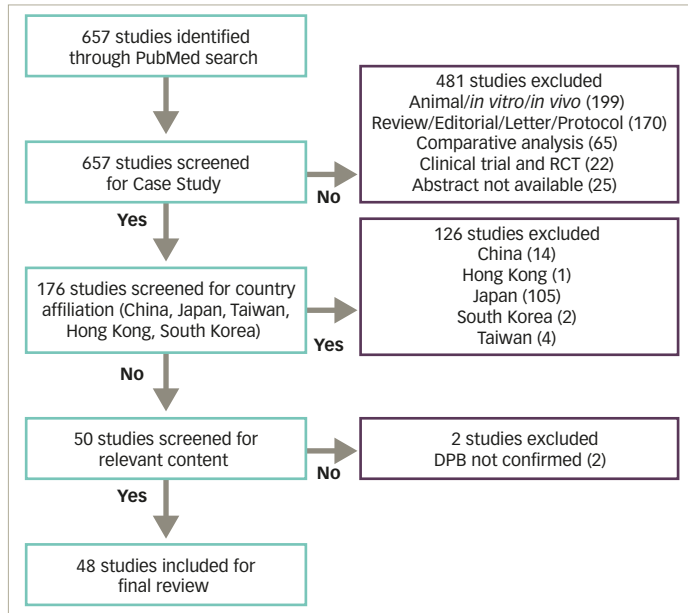 657 studies identified
through PubMed search
657 studies screened
for Case Study
No
481 studies excluded
Animal/in vitro/in vivo (199)
Review/Editorial/Letter/Protocol (170)
Comparative analysis (65)
Clinical trial and RCT (22)
Abstract not available (25)
Yes
176 studies screened for country
affiliation (China, Japan, Taiwan,
Hong Kong, South Korea)
Yes
126 studies excluded
China (14)
Hong Kong (1)
Japan (105)
South Korea (2)
Taiwan (4)
No
50 studies screened for
relevant content
No
2 studies excluded
DPB not confirmed (2)
Yes
48 studies included for
final review